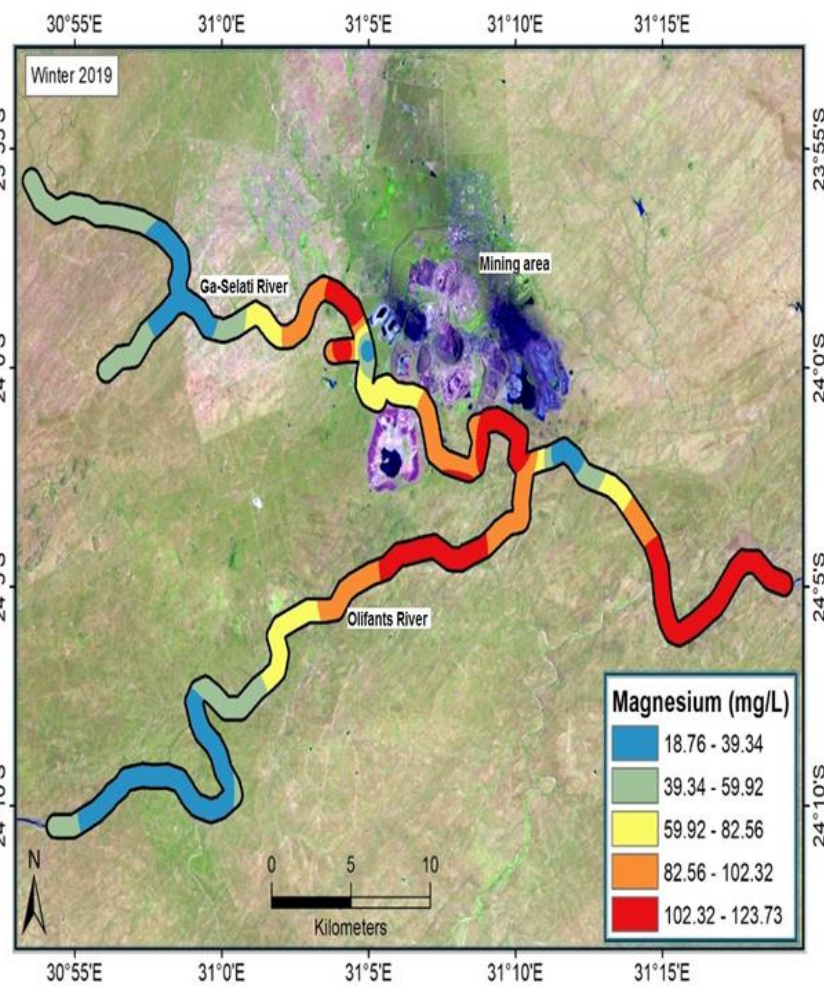 30°55'E 31°0'E 31°5'E 31°10'E 31°15'E
Winter 2019
23°55'S
Mining area
Ga-Selati River
24°0'S
24°5'S
Olifants River
Magnesium (mg/L)
18.76 - 39.34
39.34 - 59.92
59.92 - 82.56
82.56 - 102.32
102.32 - 123.73
24°10'S
N
0 5 10
Kilometers
30°55'E 31°0'E 31°5'E 31°10'E 31°15'E